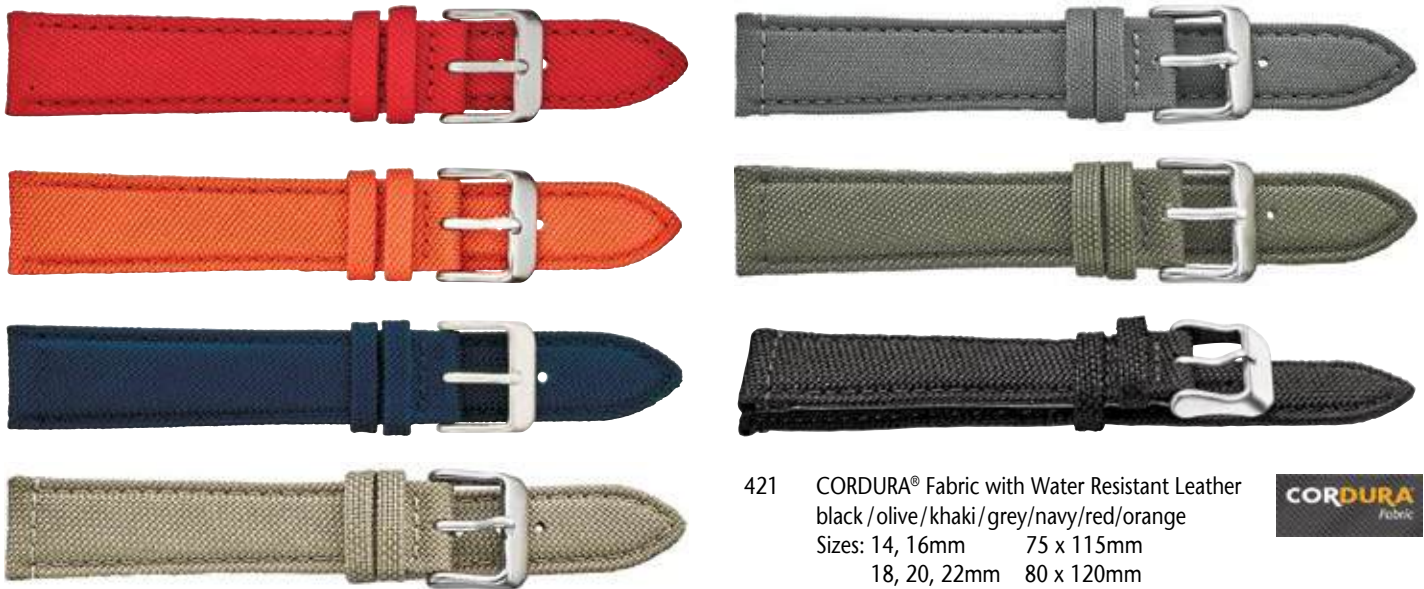 421 CORDURA® Fabric with Water Resistant Leather
black/olive/khaki/grey/navy/red/orange
Sizes: 14, 16mm 75 x 115mm
18, 20, 22mm 80 x 120mm
CORDURA®
Fabric